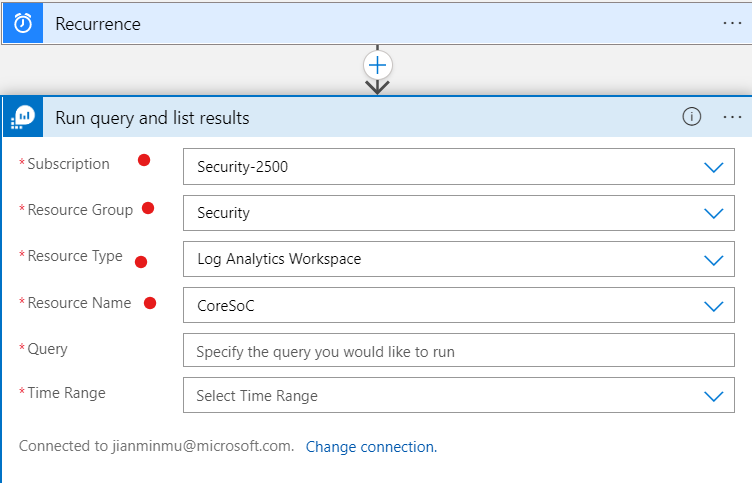 Recurrence
Run query and list results
* Subscription Security-2500
* Resource Group Security
* Resource Type Log Analytics Workspace
* Resource Name CoreSoC
* Query Specify the query you would like to run
* Time Range Select Time Range
Connected to jianminmu@microsoft.com. Change connection.